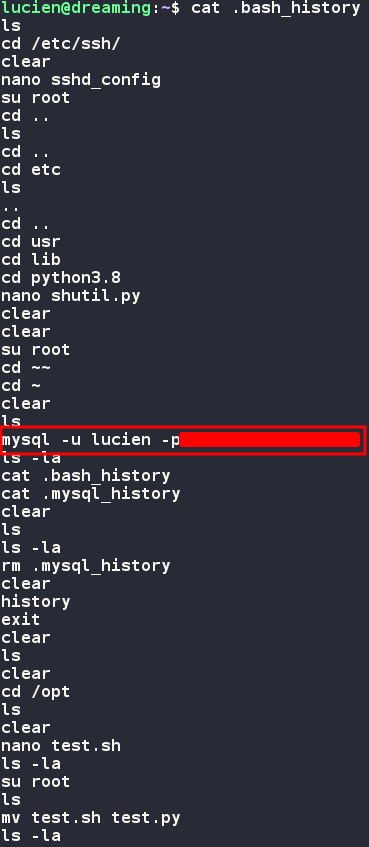 lucien@dreaming:~$ cat .bash_history
ls
cd /etc/ssh/
clear
nano sshd_config
su root
cd ..
ls
cd ..
cd etc
ls
..
cd ..
cd usr
cd lib
cd python3.8
nano shutil.py
clear
clear
su root
cd ~~
cd ~
clear
ls
mysql -u lucien -p
ls -la
cat .bash_history
cat .mysql_history
clear
ls
ls -la
rm .mysql_history
clear
history
exit
clear
ls
clear
cd /opt
ls
clear
nano test.sh
ls -la
su root
ls
mv test.sh test.py
ls -la